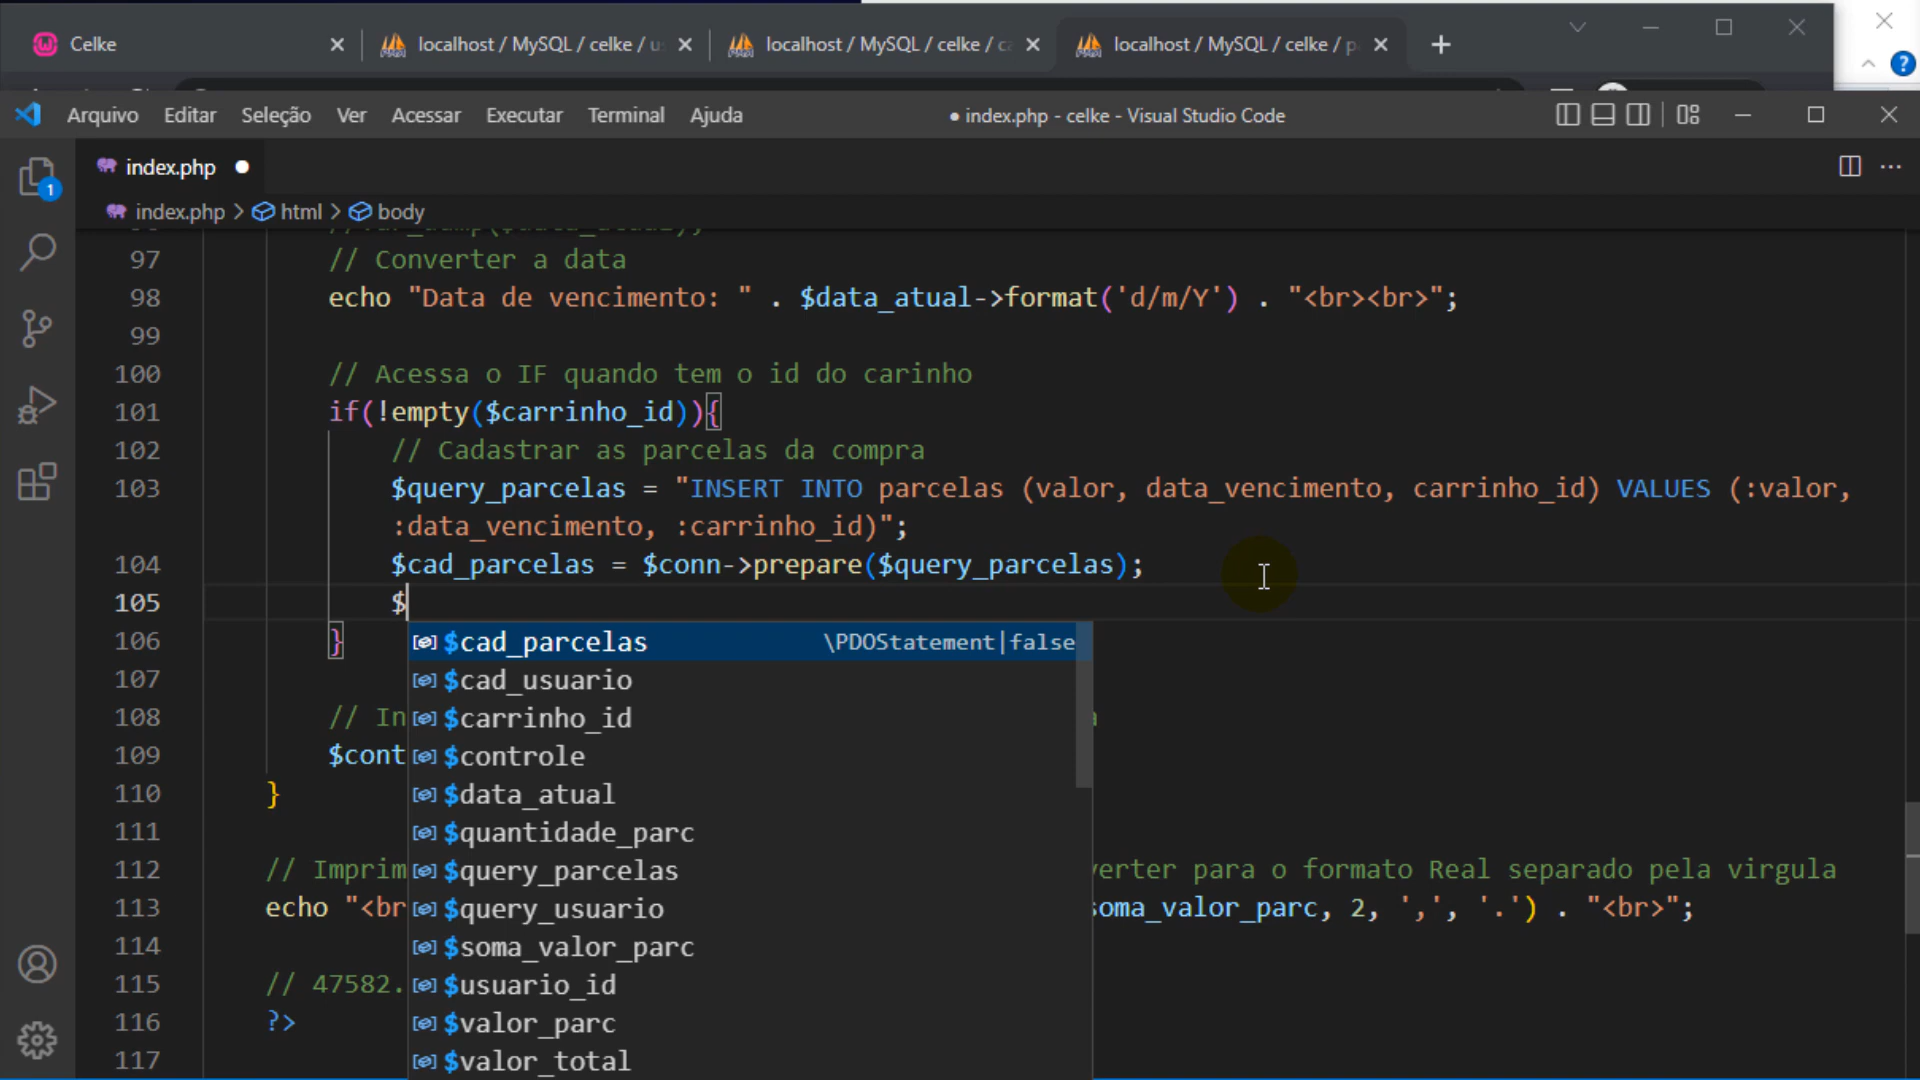 Celke
localhost / MySQL / celke / u
localhost / MySQL / celke / c
localhost / MySQL / celke / p
Arquivo Editar Seleção Ver Acessar Executar Terminal Ajuda
● index.php - celke - Visual Studio Code
1
index.php ●
index.php > html > body
97 // Converter a data
98 echo "Data de vencimento: " . $data_atual->format('d/m/Y') . "<br><br>";
99
100 // Acessa o IF quando tem o id do carinho
101 if(!empty($carrinho_id)){
102 // Cadastrar as parcelas da compra
103 $query_parcelas = "INSERT INTO parcelas (valor, data_vencimento, carrinho_id) VALUES (:valor,
:data_vencimento, :carrinho_id)";
104 $cad_parcelas = $conn->prepare($query_parcelas);
105 $
106 }
$cad_parcelas \PDOStatement|false
107
$cad_usuario
108 // In
$carrinho_id
a
109 $cont
$controle
110 }
$data_atual
111
$quantidade_parc
112 // Imprim
$query_parcelas
verter para o formato Real separado pela virgula
113 echo "<br
$query_usuario
soma_valor_parc, 2, ',', '.') . "<br>";
114
$soma_valor_parc
115 // 47582.
$usuario_id
116 ?>
$valor_parc
117
$valor_total